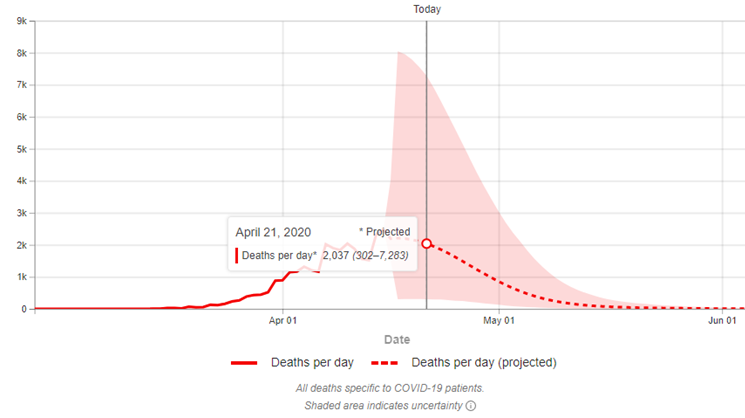 Today
9k
8k
7k
6k
5k
4k
3k
2k
1k
0
April 21, 2020 * Projected
Deaths per day* 2,037 (302–7,283)
Apr 01 May 01 Jun 01
Date
Deaths per day Deaths per day (projected)
All deaths specific to COVID-19 patients.
Shaded area indicates uncertainty